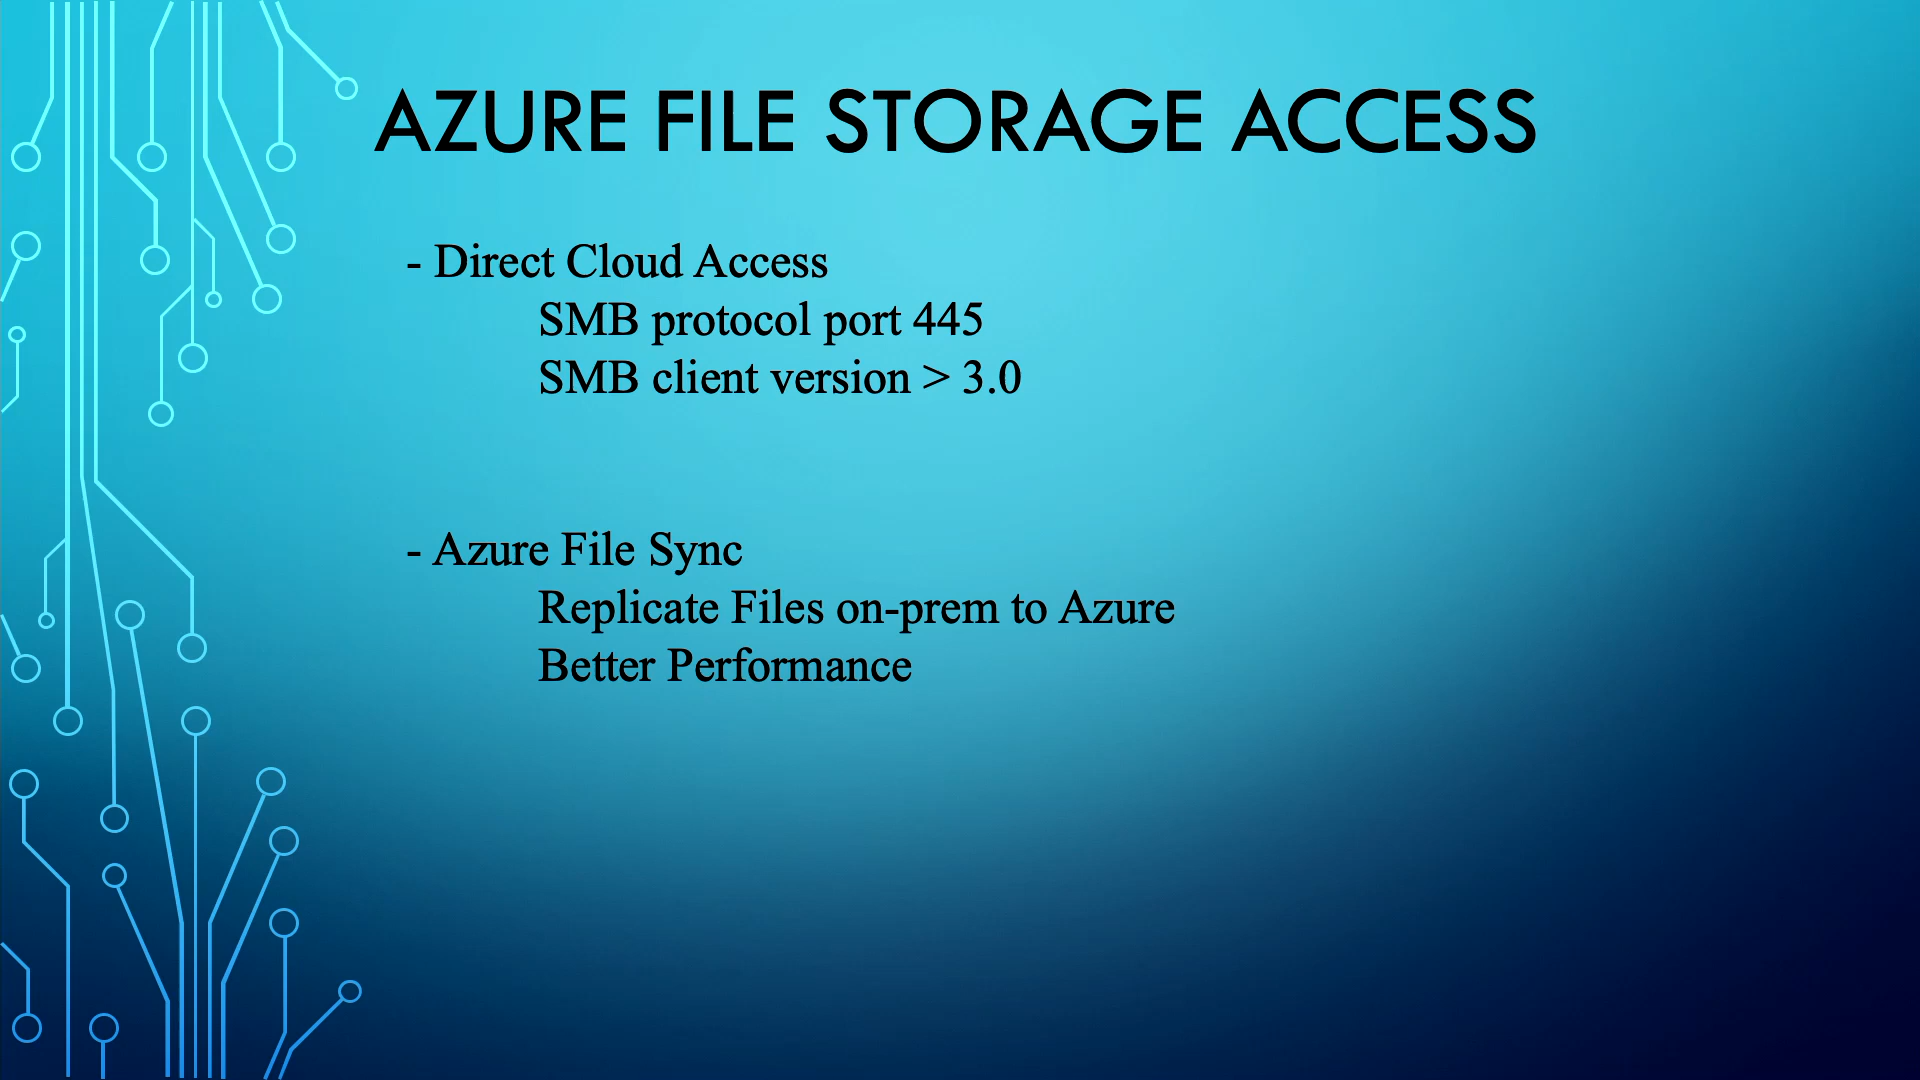 AZURE FILE STORAGE ACCESS
- Direct Cloud Access
SMB protocol port 445
SMB client version > 3.0
- Azure File Sync
Replicate Files on-prem to Azure
Better Performance